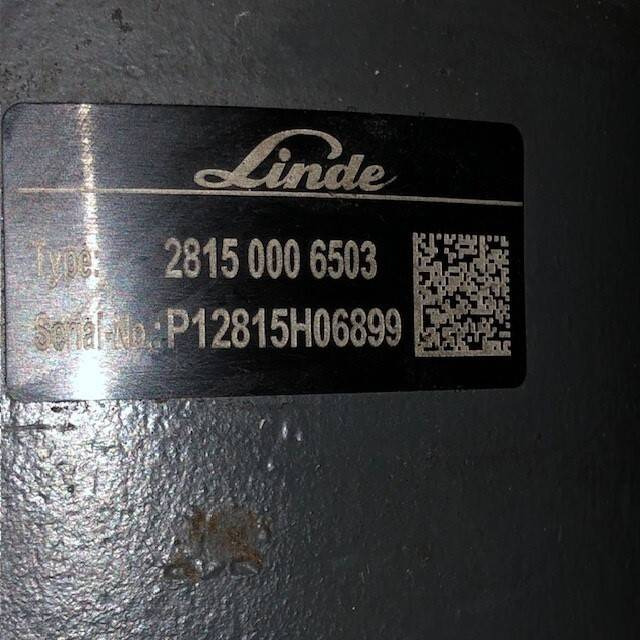 Linde
Type: 2815 000 6503
Serial-No.: P12815H06899